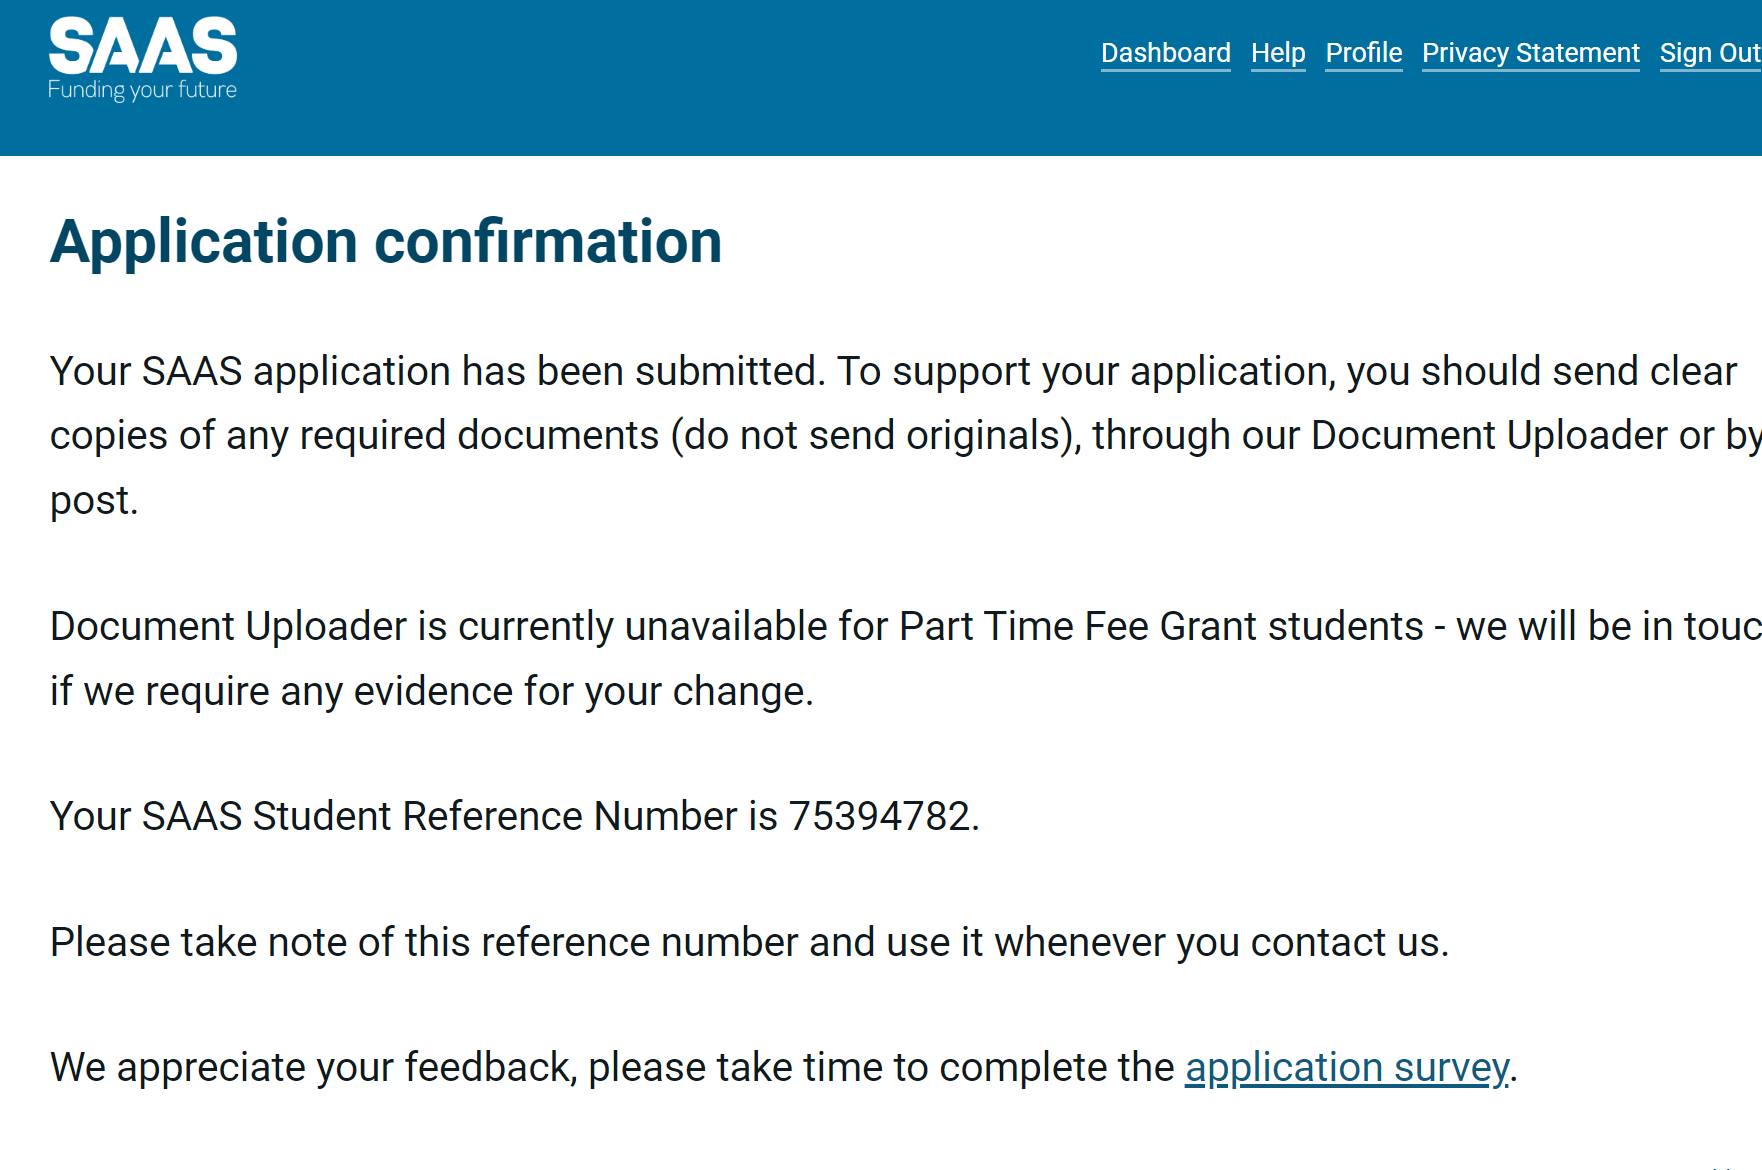 SAAS
Funding your future
Dashboard Help Profile Privacy Statement Sign Out
Application confirmation
Your SAAS application has been submitted. To support your application, you should send clear
copies of any required documents (do not send originals), through our Document Uploader or by
post.
Document Uploader is currently unavailable for Part Time Fee Grant students - we will be in touc
if we require any evidence for your change.
Your SAAS Student Reference Number is 75394782.
Please take note of this reference number and use it whenever you contact us.
We appreciate your feedback, please take time to complete the application survey.